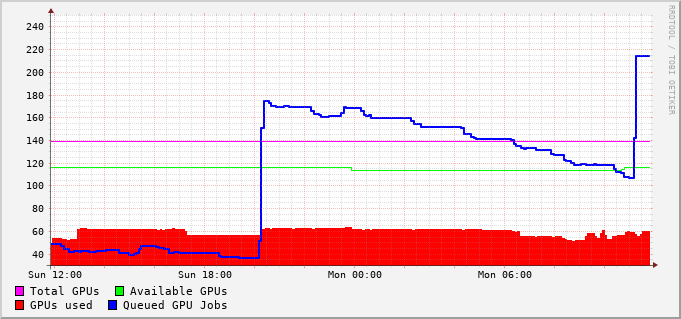 240
220
200
180
160
140
120
100
80
60
40
Sun 12:00 Sun 18:00 Mon 00:00 Mon 06:00
Total GPUs Available GPUs
GPUs used Queued GPU Jobs
RRDTOOL / TOBI OETIKER